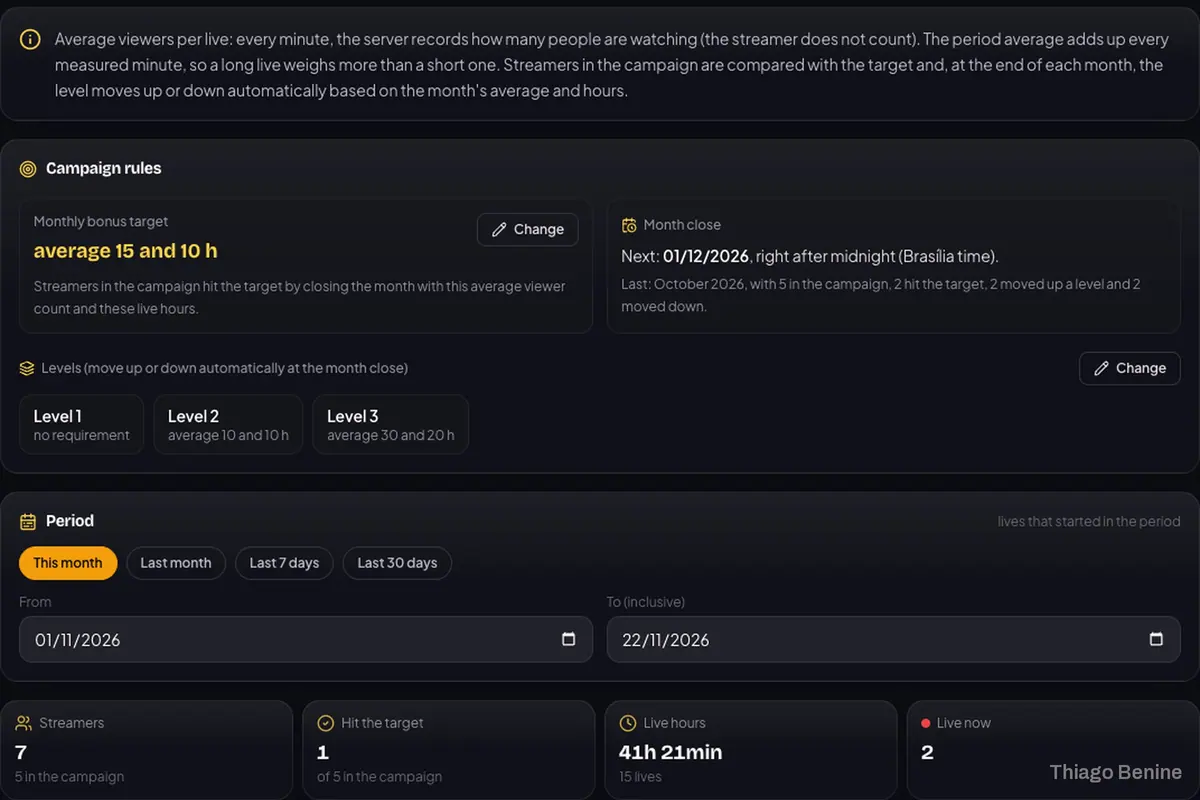 Average viewers per live: every minute, the server records how many people are watching (the streamer does not count). The period average adds up every
measured minute, so a long live weighs more than a short one. Streamers in the campaign are compared with the target and, at the end of each month, the
level moves up or down automatically based on the month's average and hours.
Campaign rules
Monthly bonus target
Change
average 15 and 10 h
Streamers in the campaign hit the target by closing the month with this average viewer
count and these live hours.
Month close
Next: 01/12/2026, right after midnight (Brasília time).
Last: October 2026, with 5 in the campaign, 2 hit the target, 2 moved up a level and 2
moved down.
Levels (move up or down automatically at the month close)
Change
Level 1
no requirement
Level 2
average 10 and 10 h
Level 3
average 30 and 20 h
Period
lives that started in the period
This month
Last month
Last 7 days
Last 30 days
From
01/11/2026
To (inclusive)
22/11/2026
Streamers
7
5 in the campaign
Hit the target
1
of 5 in the campaign
Live hours
41h 21min
15 lives
Live now
2
Thiago Benine